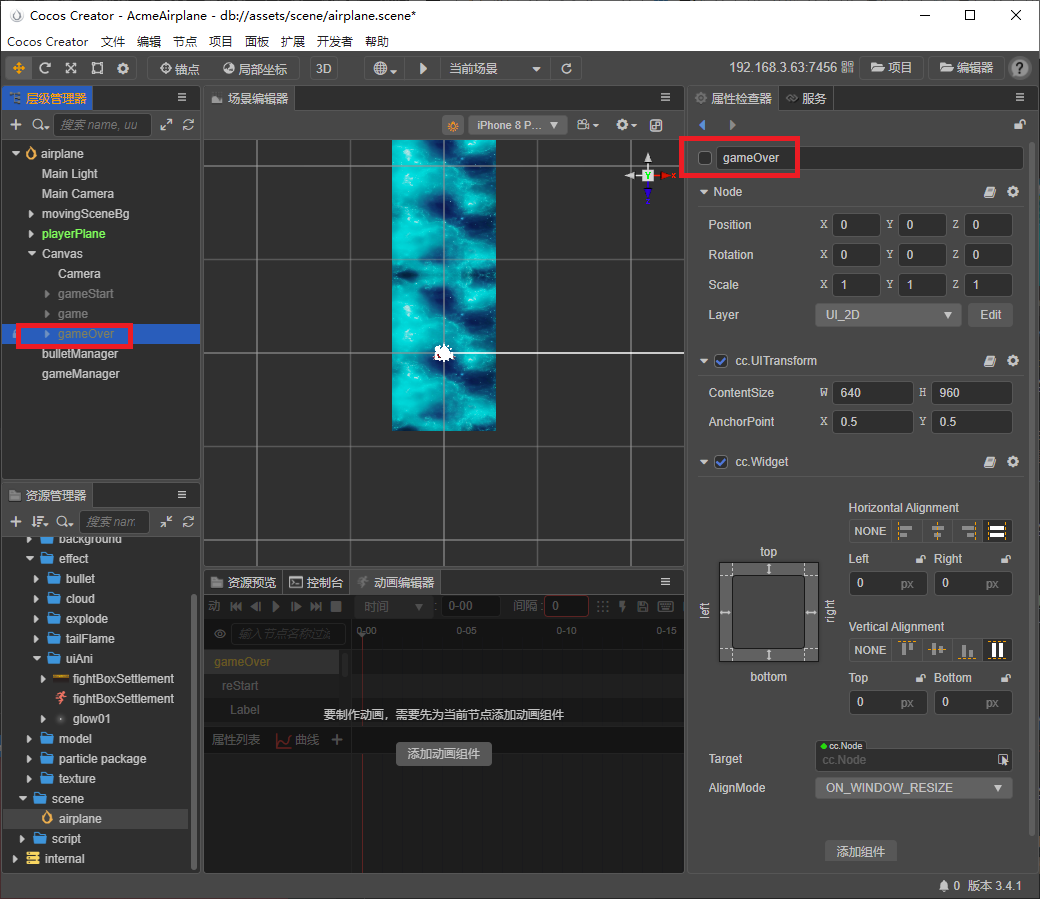 Cocos Creator - AcmeAirplane - db://assets/scene/airplane.scene*
Cocos Creator 文件 编辑 节点 项目 面板 扩展 开发者 帮助
锚点 局部坐标 3D 当前场景 192.168.3.63:7456 项目 编辑器 ?
层级管理器
搜索 name, uu
airplane
Main Light
Main Camera
movingSceneBg
playerPlane
Canvas
Camera
gameStart
game
gameOver
bulletManager
gameManager
资源管理器
搜索 nam
background
effect
bullet
cloud
explode
tailFlame
uiAni
fightBoxSettlement
fightBoxSettlement
glow01
model
particle package
texture
scene
airplane
script
internal
场景编辑器
iPhone 8 P...
Y X
资源预览 控制台 动画编辑器
动 时间 : 0-00 间隔: 0
输入节点名称过滤 0-00 0-05 0-10 0-15
gameOver
reStart
Label
要制作动画，需要先为当前节点添加动画组件
属性列表 曲线
添加动画组件
属性检查器 服务
gameOver
Node
Position X 0 Y 0 Z 0
Rotation X 0 Y 0 Z 0
Scale X 1 Y 1 Z 1
Layer UI_2D Edit
cc.UITransform
ContentSize W 640 H 960
AnchorPoint X 0.5 Y 0.5
cc.Widget
Horizontal Alignment
NONE
Left Right
0 px 0 px
top
left
right
bottom
Vertical Alignment
NONE
Top Bottom
0 px 0 px
cc.Node
Target cc.Node
AlignMode ON_WINDOW_RESIZE
添加组件
0 版本 3.4.1